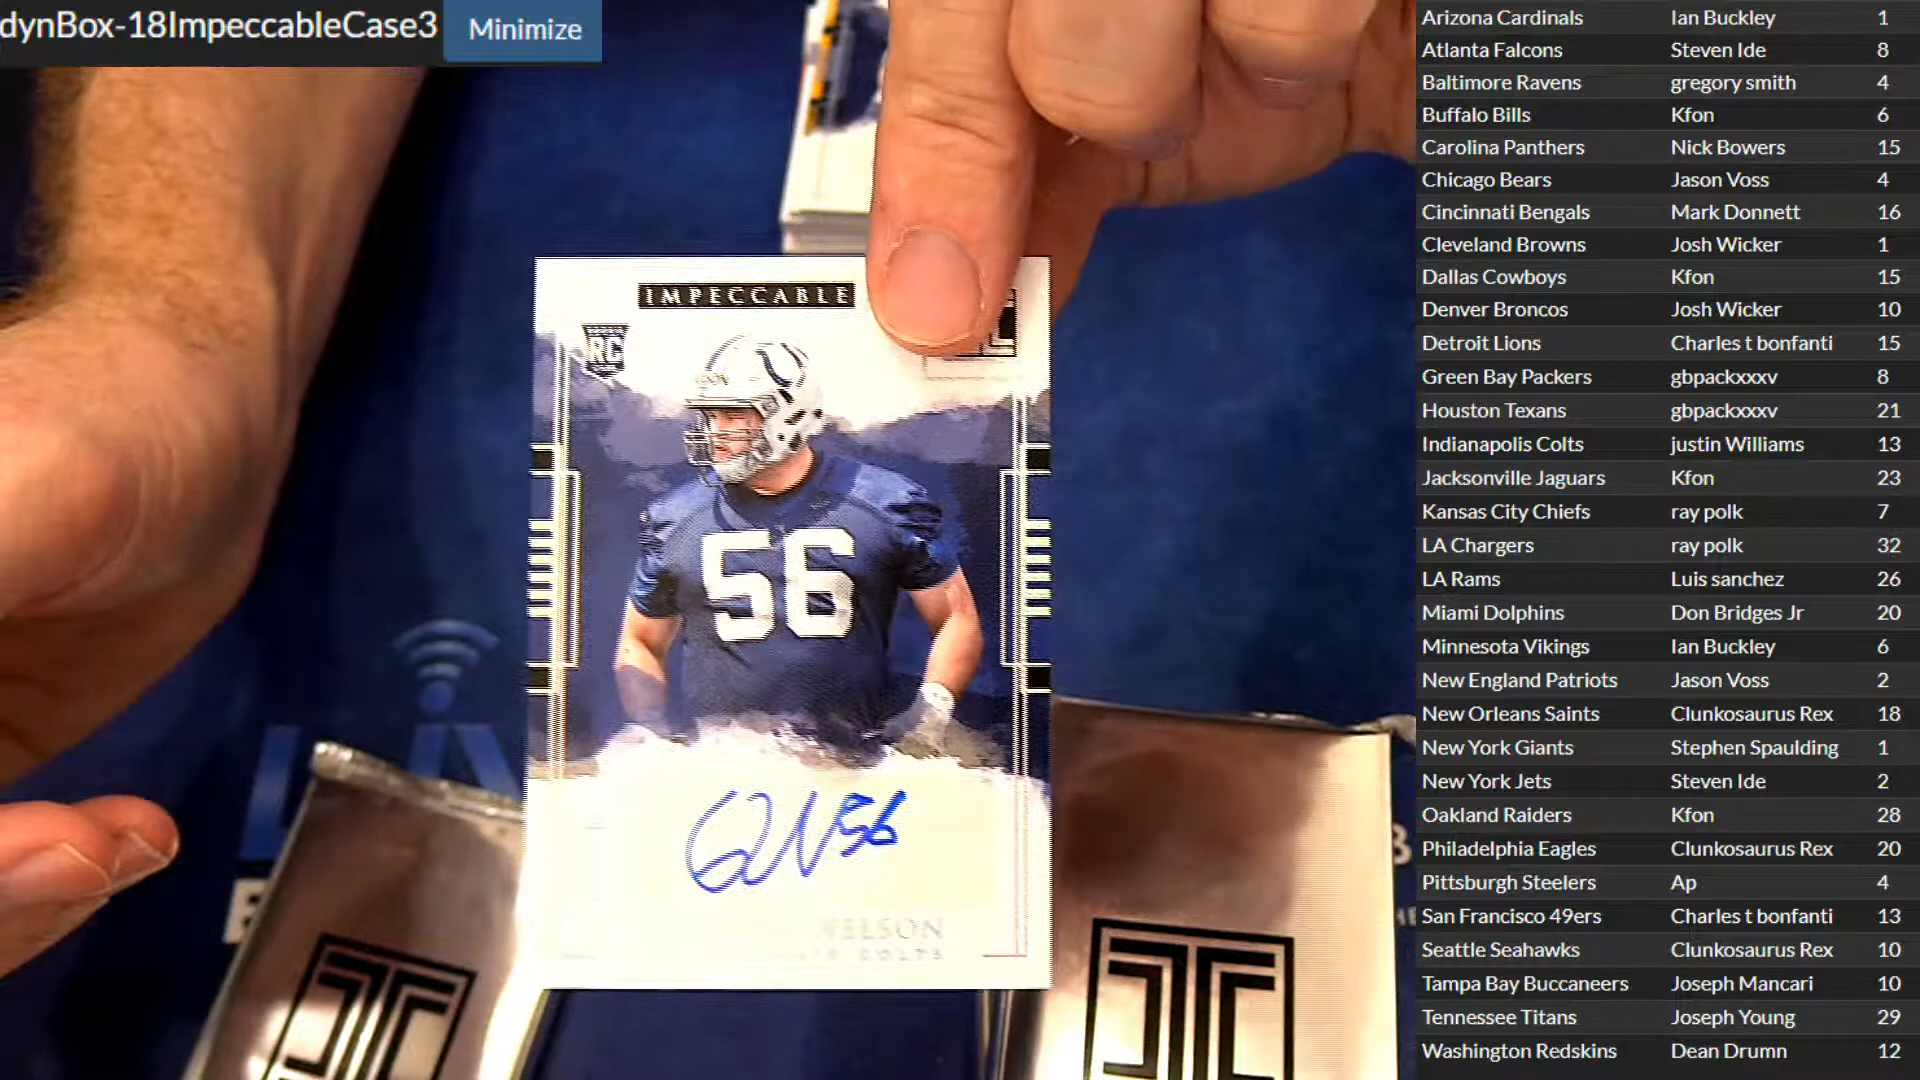 dynBox-18ImpeccableCase3
Minimize
IMPECCABLE
RC
56
56
NELSON
COLTS
Arizona Cardinals Ian Buckley 1
Atlanta Falcons Steven Ide 8
Baltimore Ravens gregory smith 4
Buffalo Bills Kfon 6
Carolina Panthers Nick Bowers 15
Chicago Bears Jason Voss 4
Cincinnati Bengals Mark Donnett 16
Cleveland Browns Josh Wicker 1
Dallas Cowboys Kfon 15
Denver Broncos Josh Wicker 10
Detroit Lions Charles t bonfanti 15
Green Bay Packers gbpackxxxv 8
Houston Texans gbpackxxxv 21
Indianapolis Colts justin Williams 13
Jacksonville Jaguars Kfon 23
Kansas City Chiefs ray polk 7
LA Chargers ray polk 32
LA Rams Luis sanchez 26
Miami Dolphins Don Bridges Jr 20
Minnesota Vikings Ian Buckley 6
New England Patriots Jason Voss 2
New Orleans Saints Clunkosaurus Rex 18
New York Giants Stephen Spaulding 1
New York Jets Steven Ide 2
Oakland Raiders Kfon 28
Philadelphia Eagles Clunkosaurus Rex 20
Pittsburgh Steelers Ap 4
San Francisco 49ers Charles t bonfanti 13
Seattle Seahawks Clunkosaurus Rex 10
Tampa Bay Buccaneers Joseph Mancari 10
Tennessee Titans Joseph Young 29
Washington Redskins Dean Drumn 12